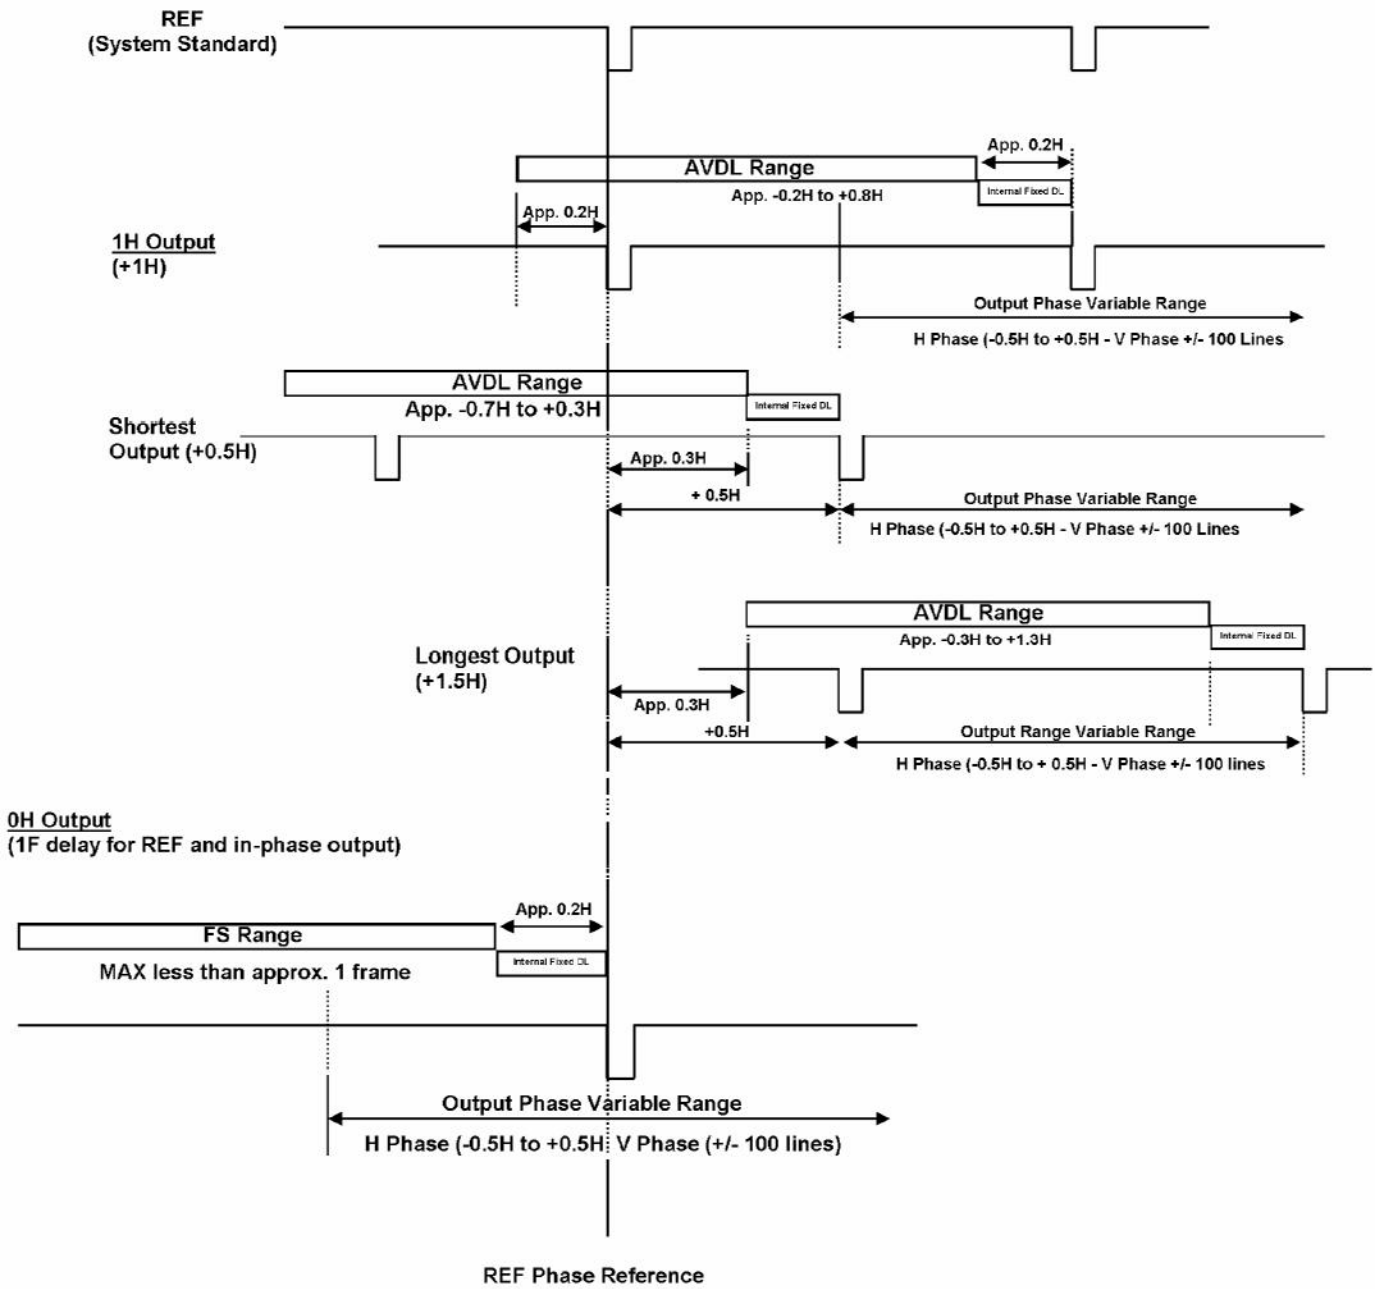 REF
(System Standard)
App. 0.2H
AVDL Range
Internal Fixed DL
App. -0.2H to +0.8H
App. 0.2H
1H Output
(+1H)
Output Phase Variable Range
H Phase (-0.5H to +0.5H - V Phase +/- 100 Lines
AVDL Range
App. -0.7H to +0.3H
Internal Fixed DL
Shortest
Output (+0.5H)
App. 0.3H
+ 0.5H
Output Phase Variable Range
H Phase (-0.5H to +0.5H - V Phase +/- 100 Lines
AVDL Range
App. -0.3H to +1.3H
Internal Fixed DL
Longest Output
(+1.5H)
App. 0.3H
+0.5H
Output Range Variable Range
H Phase (-0.5H to + 0.5H - V Phase +/- 100 lines
0H Output
(1F delay for REF and in-phase output)
App. 0.2H
FS Range
Internal Fixed DL
MAX less than approx. 1 frame
Output Phase Variable Range
H Phase (-0.5H to +0.5H V Phase (+/- 100 lines)
REF Phase Reference